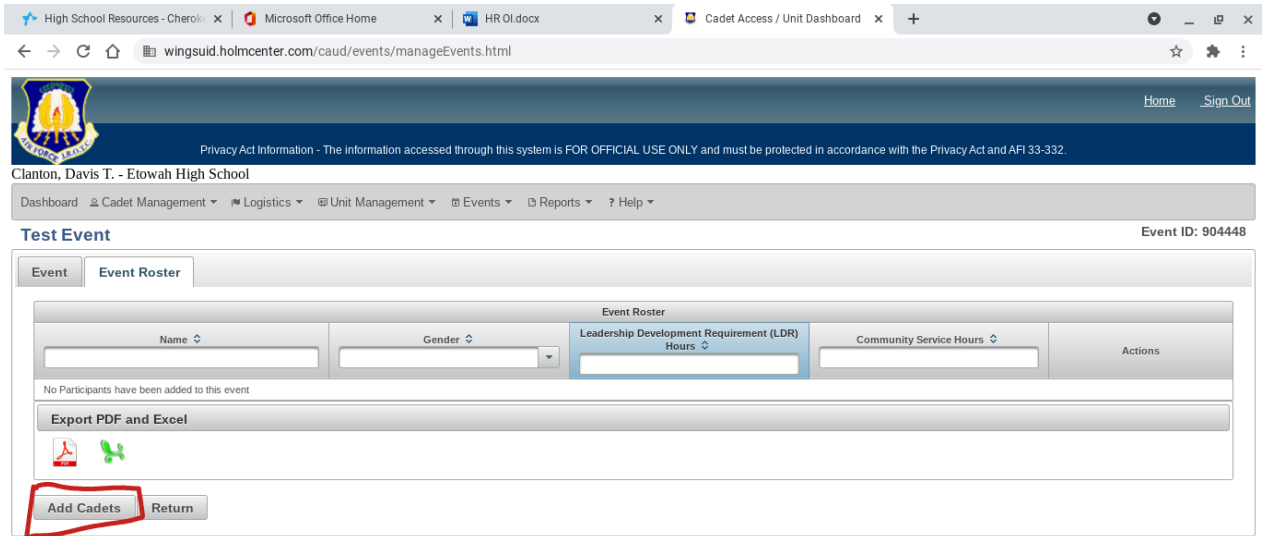 High School Resources - Cherok
Microsoft Office Home
HR OI.docx
Cadet Access / Unit Dashboard
wingsuid.holmcenter.com/caud/events/manageEvents.html
Home Sign Out
AIR FORCE JROTC
Privacy Act Information - The information accessed through this system is FOR OFFICIAL USE ONLY and must be protected in accordance with the Privacy Act and AFI 33-332.
Clanton, Davis T. - Etowah High School
Dashboard Cadet Management Logistics Unit Management Events Reports ? Help
Test Event
Event ID: 904448
Event Event Roster
Event Roster
Name Gender Leadership Development Requirement (LDR) Hours Community Service Hours Actions
No Participants have been added to this event
Export PDF and Excel
PDF
Add Cadets Return